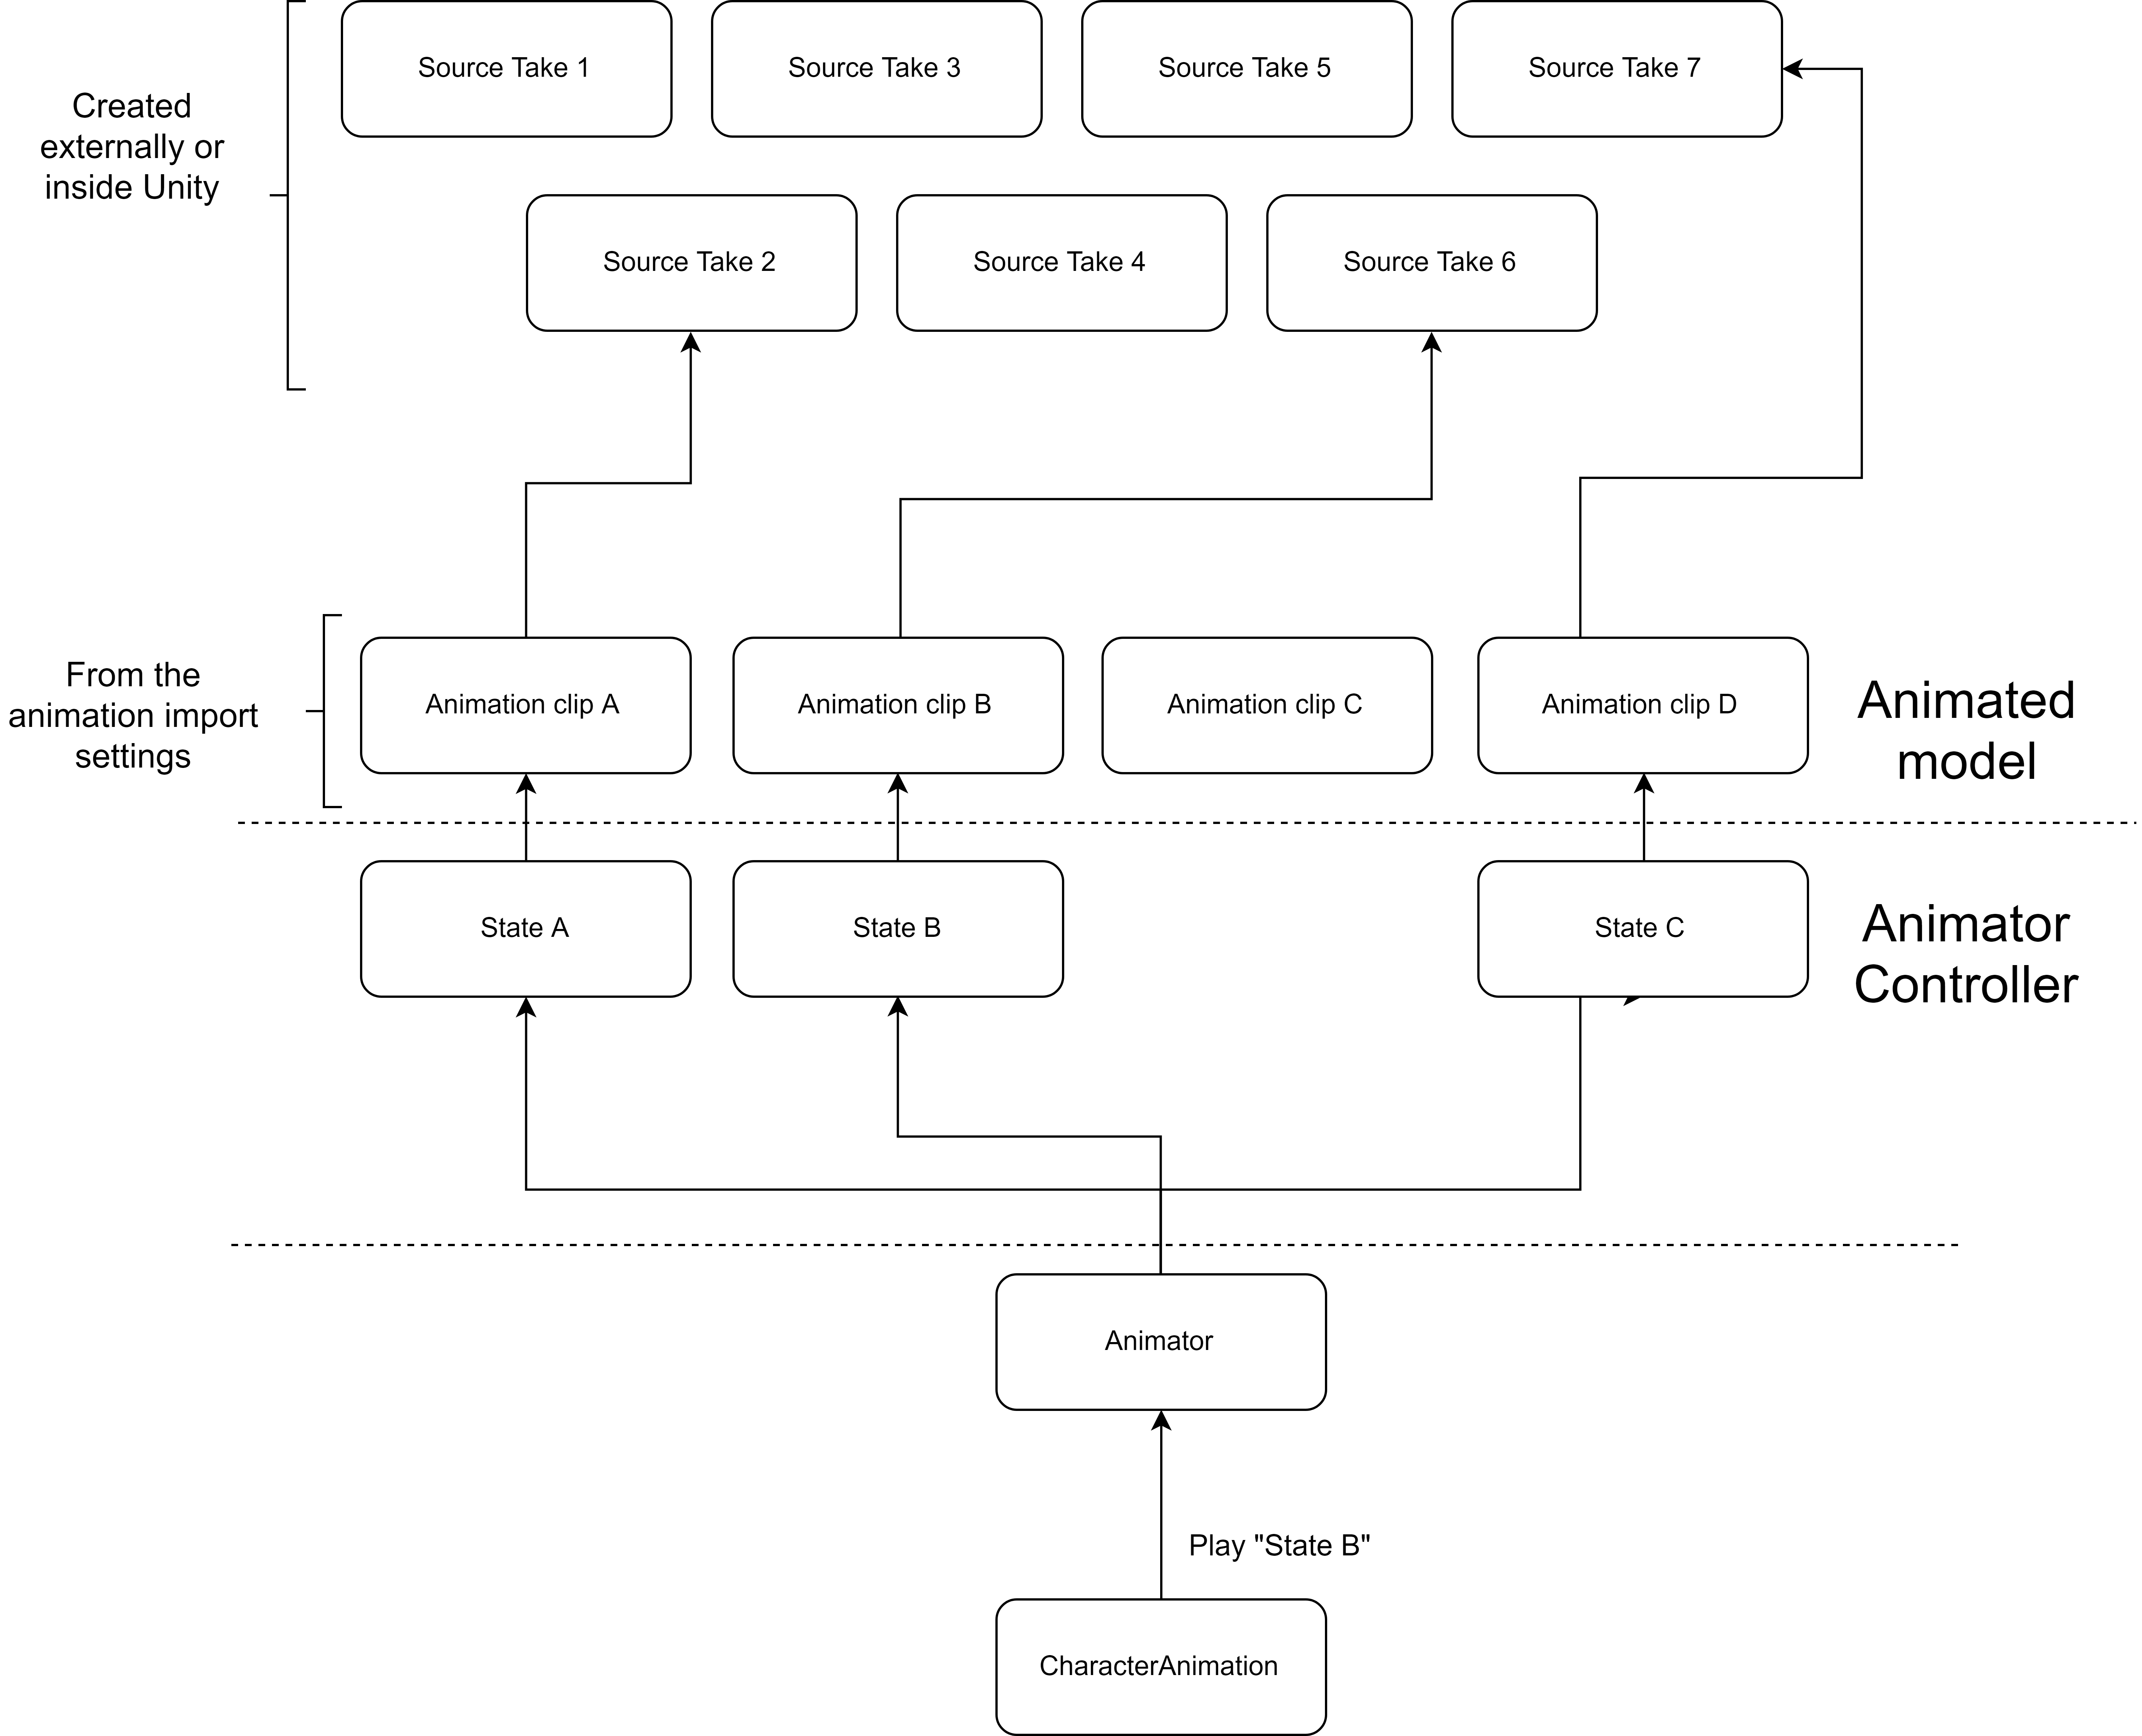 Source Take 1
Source Take 3
Source Take 5
Source Take 7
Created
externally or
inside Unity
Source Take 2
Source Take 4
Source Take 6
From the
animation import
settings
Animation clip A
Animation clip B
Animation clip C
Animation clip D
Animated
model
State A
State B
State C
Animator
Controller
Animator
Play "State B"
CharacterAnimation